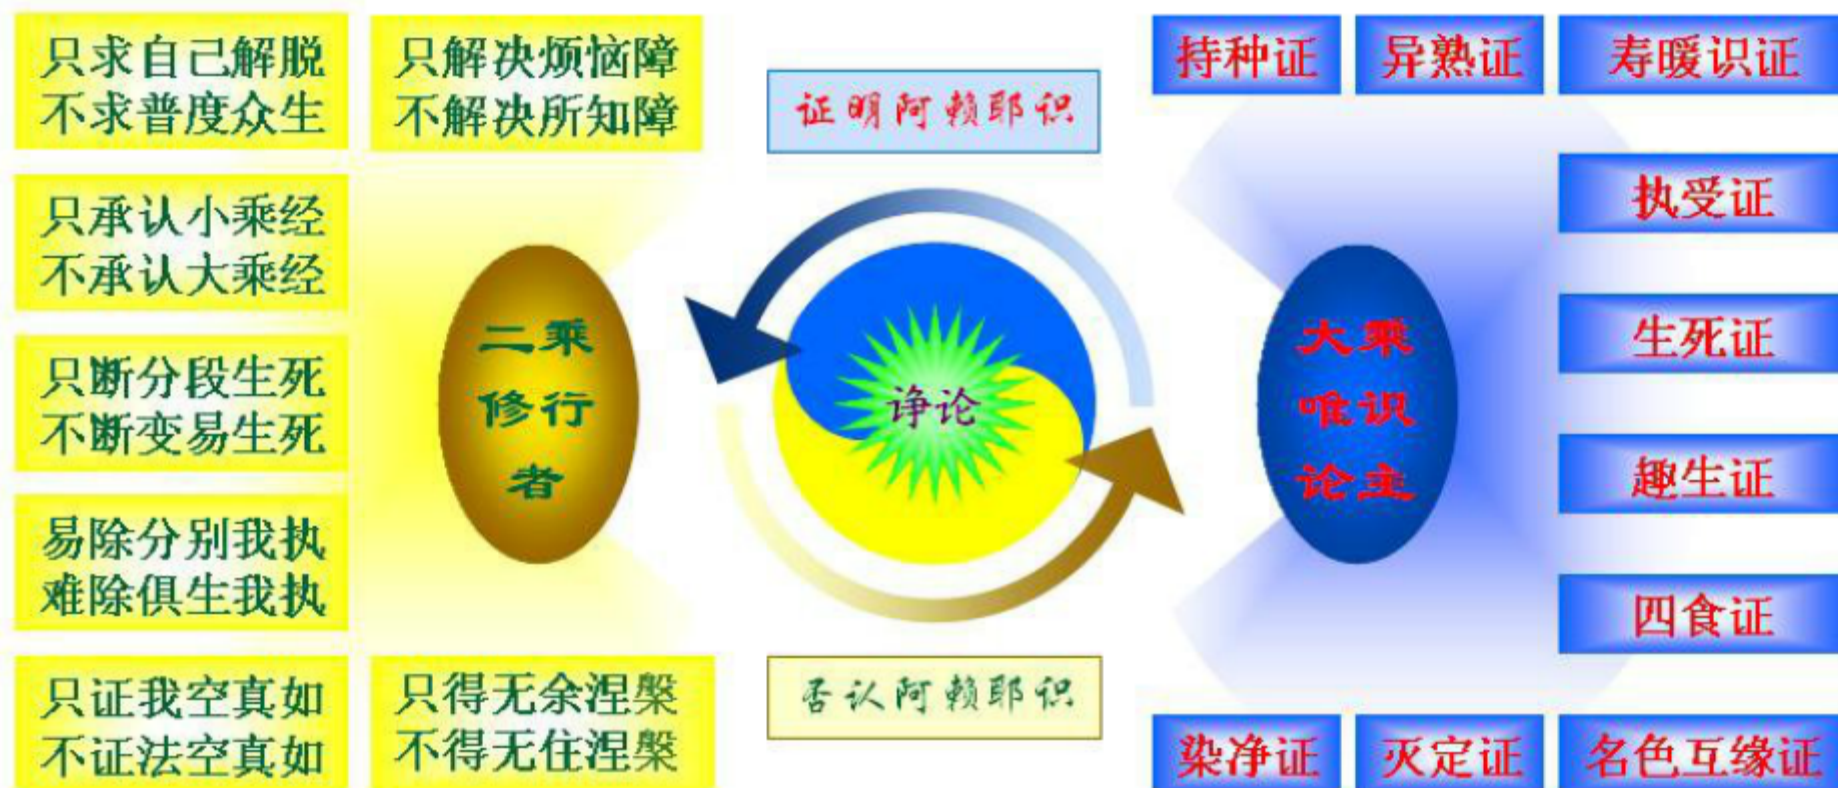 只求自己解脱
不求普度众生
只解决烦恼障
不解决所知障
只承认小乘经
不承认大乘经
只断分段生死
不断变易生死
易除分别我执
难除俱生我执
只证我空真如
不证法空真如
只得无余涅槃
不得无住涅槃
二乘
修行
者
证明阿赖耶识
诤论
否认阿赖耶识
大乘
唯识
论主
持种证
异熟证
寿暖识证
执受证
生死证
趣生证
四食证
染净证
灭定证
名色互缘证